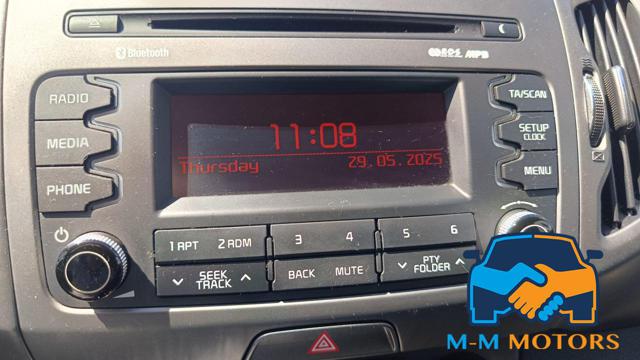 Bluetooth RDS MP3
RADIO TA/SCAN
11:08
MEDIA SETUP
CLOCK
Thursday 29.05.2025
PHONE MENU
1 RPT 2 RDM 3 4 5 6
SEEK
TRACK BACK MUTE PTY
FOLDER
M-M MOTORS